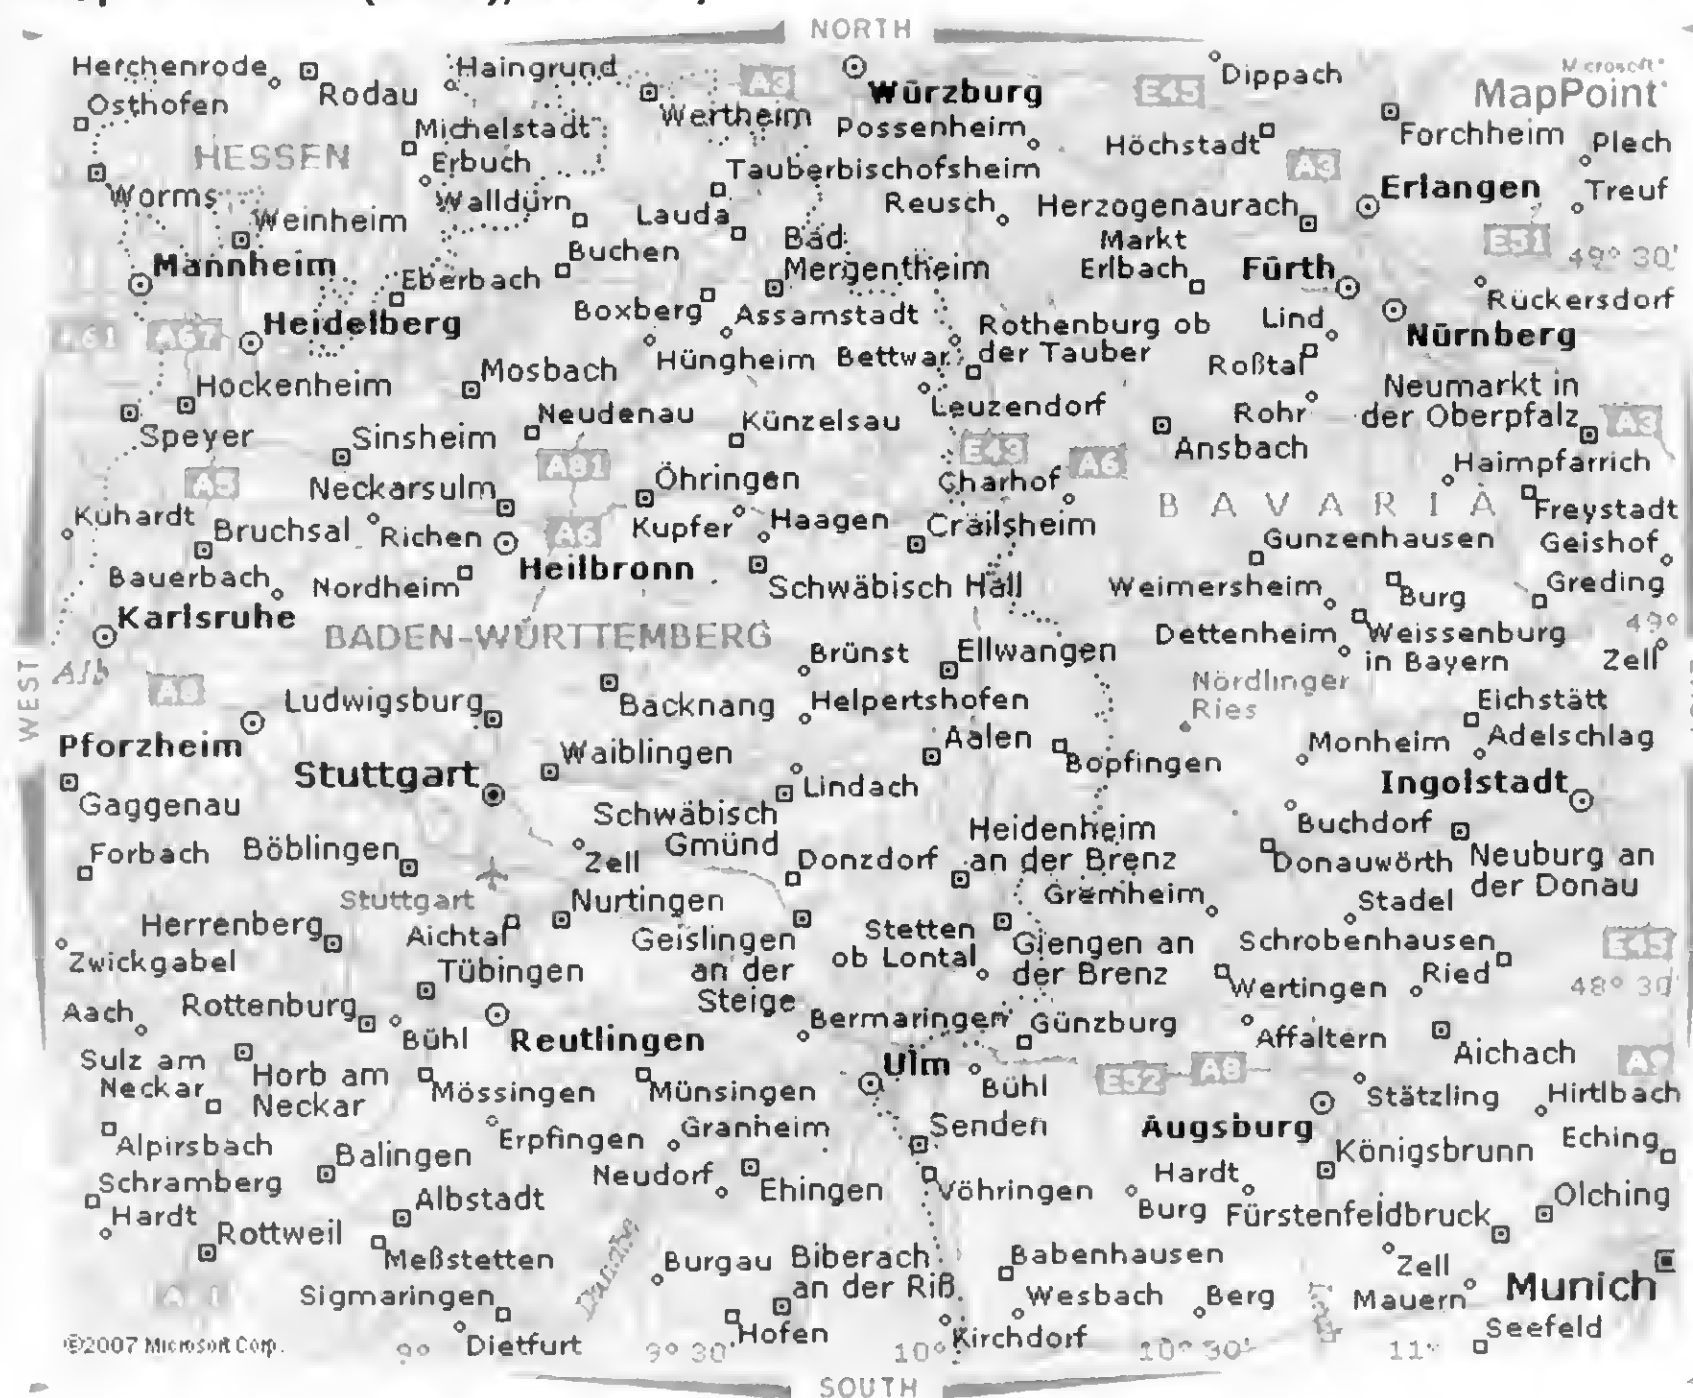 NORTH
Herchenrode
Rodau
Haingrund
A3
Würzburg
E45
Dippach
Microsoft
MapPoint
Osthofen
Michelstadt
Wertheim
Possenheim
Höchstadt
Forchheim
Plech
HESSEN
Erbuch
Tauberbischofsheim
A3
Worms
Weinheim
Walldürn
Lauda
Reusch
Herzogenaurach
Erlangen
Treuf
Mannheim
Eberbach
Buchen
Bad
Mergentheim
Markt
Erlbach
Fürth
E51
49° 30'
A67
Heidelberg
Boxberg
Assamstadt
Rothenburg ob
der Tauber
Lind
Rückersdorf
Nürnberg
Hockenheim
Mosbach
Hüngheim
Bettwar
Roßtal
Neumarkt in
der Oberpfalz
A3
Speyer
Sinsheim
Neudenau
Künzelsau
Leuzendorf
Ansbach
Rohr
Haimpfarrich
A5
Neckarsulm
A81
Öhringen
E43
A6
Charhof
BAVARIA
Freystadt
Kuhardt
Bruchsal
Richen
A6
Kupfer
Haagen
Crailsheim
Gunzenhausen
Geishof
Bauerbach
Nordheim
Heilbronn
Schwäbisch Hall
Weimersheim
Burg
Greding
Karlsruhe
BADEN-WÜRTTEMBERG
Brünst
Ellwangen
Dettenheim
Weissenburg
in Bayern
49°
Zell
WEST
Alb
A8
Ludwigsburg
Backnang
Helpertshofen
Nördlinger
Ries
Eichstätt
Pforzheim
Waiblingen
Aalen
Bopfingen
Monheim
Adelschlag
Stuttgart
Lindach
Ingolstadt
Gaggenau
Schwäbisch
Gmünd
Heidenheim
an der Brenz
Buchdorf
Forbach
Böblingen
Zell
Donzdorf
Donauwörth
Neuburg an
der Donau
Stuttgart
Nurtingen
Gremheim
Stadel
Herrenberg
Aichtal
Geislingen
an der
Steige
Stetten
ob Lontal
Giengen an
der Brenz
Schrobenhausen
E45
Zwickgabel
Tübingen
Wertingen
Ried
48° 30'
Aach
Rottenburg
Bühl
Reutlingen
Bermaringen
Günzburg
Affaltern
Aichach
Sulz am
Neckar
Horb am
Neckar
Mössingen
Münsingen
Ulm
Bühl
E52
A8
A9
Stätzling
Hirtlbach
Alpirsbach
Balingen
Erpfingen
Granheim
Senden
Augsburg
Königsbrunn
Eching
Schramberg
Albstadt
Neudorf
Ehingen
Vöhringen
Hardt
Burg
Fürstenfeldbruck
Olching
Hardt
Rottweil
Meßstetten
Danube
Burgau
Biberach
an der Riß
Babenhausen
Zell
Munich
Sigmaringen
Wesbach
Berg
Mauern
©2007 Microsoft Corp.
9°
Dietfurt
9° 30'
Hofen
10°
Kirchdorf
10° 30'
11°
Seefeld
SOUTH